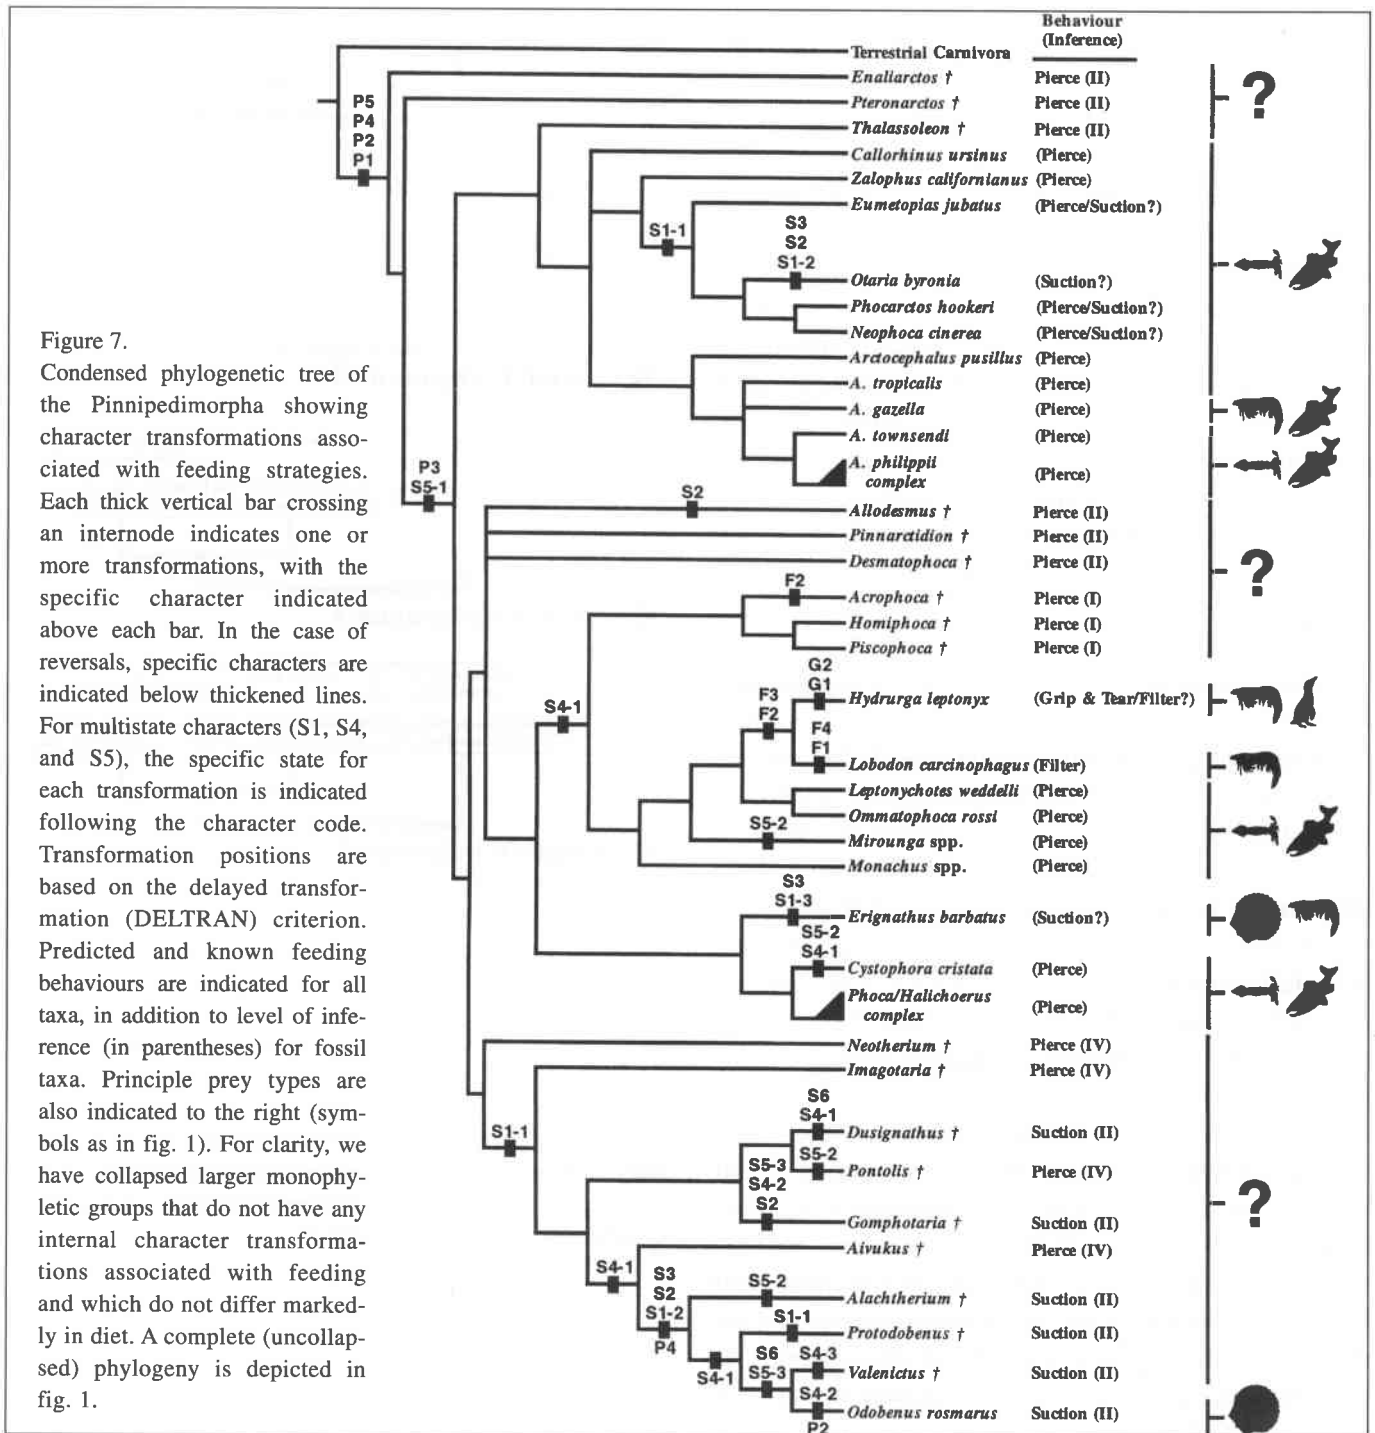 Behaviour
(Inference)
Terrestrial Carnivora
Enaliarctos † Pierce (II)
Pteronarctos † Pierce (II)
?
Thalassoleon † Pierce (II)
P5
P4
P2
P1
Callorhinus ursinus (Pierce)
Zalophus californianus (Pierce)
Eumetopias jubatus (Pierce/Suction?)
S1-1
S3
S2
S1-2
Otaria byronia (Suction?)
Phocarctos hookeri (Pierce/Suction?)
Neophoca cinerea (Pierce/Suction?)
Arctocephalus pusillus (Pierce)
A. tropicalis (Pierce)
A. gazella (Pierce)
A. townsendi (Pierce)
A. philippii
complex (Pierce)
P3
S5-1
S2
Allodesmus † Pierce (II)
Pinnarctidion † Pierce (II)
Desmatophoca † Pierce (II)
?
F2
Acrophoca † Pierce (I)
Homiphoca † Pierce (I)
Piscophoca † Pierce (I)
S4-1
G2
G1
F3
F2
Hydrurga leptonyx (Grip & Tear/Filter?)
F4
F1
Lobodon carcinophagus (Filter)
Leptonychotes weddelli (Pierce)
Ommatophoca rossi (Pierce)
S5-2
Mirounga spp. (Pierce)
Monachus spp. (Pierce)
S3
S1-3
Erignathus barbatus (Suction?)
S5-2
S4-1
Cystophora cristata (Pierce)
Phoca/Halichoerus
complex (Pierce)
Neotherium † Pierce (IV)
Imagotaria † Pierce (IV)
S1-1
S6
S4-1
Dusignathus † Suction (II)
S5-2
Pontolis † Pierce (IV)
?
S5-3
S4-2
S2
Gomphotaria † Suction (II)
Aivukus † Pierce (IV)
S4-1
S3
S2
S1-2
P4
S5-2
Alachtherium † Suction (II)
S1-1
Protodobenus † Suction (II)
S4-1
S6
S5-3
S4-3
Valenictus † Suction (II)
S4-2
Odobenus rosmarus Suction (II)
P2
Figure 7.
Condensed phylogenetic tree of
the Pinnipedimorpha showing
character transformations asso-
ciated with feeding strategies.
Each thick vertical bar crossing
an internode indicates one or
more transformations, with the
specific character indicated
above each bar. In the case of
reversals, specific characters are
indicated below thickened lines.
For multistate characters (S1, S4,
and S5), the specific state for
each transformation is indicated
following the character code.
Transformation positions are
based on the delayed transfor-
mation (DELTRAN) criterion.
Predicted and known feeding
behaviours are indicated for all
taxa, in addition to level of infe-
rence (in parentheses) for fossil
taxa. Principle prey types are
also indicated to the right (sym-
bols as in fig. 1). For clarity, we
have collapsed larger monophy-
letic groups that do not have any
internal character transforma-
tions associated with feeding
and which do not differ marked-
ly in diet. A complete (uncollap-
sed) phylogeny is depicted in
fig. 1.